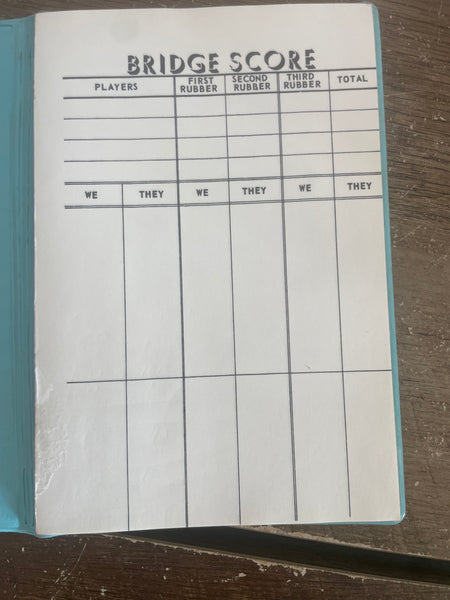 BRIDGE SCORE
PLAYERS FIRST RUBBER SECOND RUBBER THIRD RUBBER TOTAL
WE THEY WE THEY WE THEY